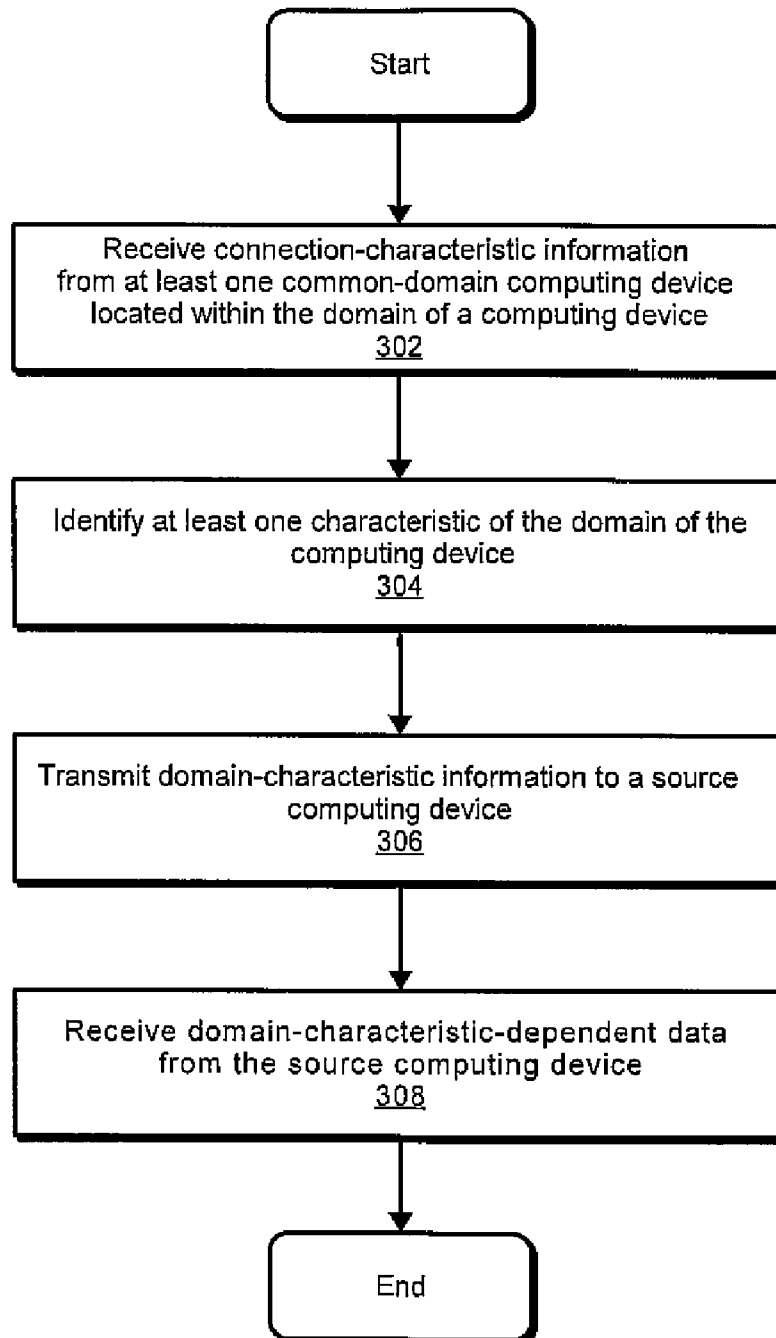 Start
Receive connection-characteristic information
from at least one common-domain computing device
located within the domain of a computing device
302
Identify at least one characteristic of the domain of the
computing device
304
Transmit domain-characteristic information to a source
computing device
306
Receive domain-characteristic-dependent data
from the source computing device
308
End